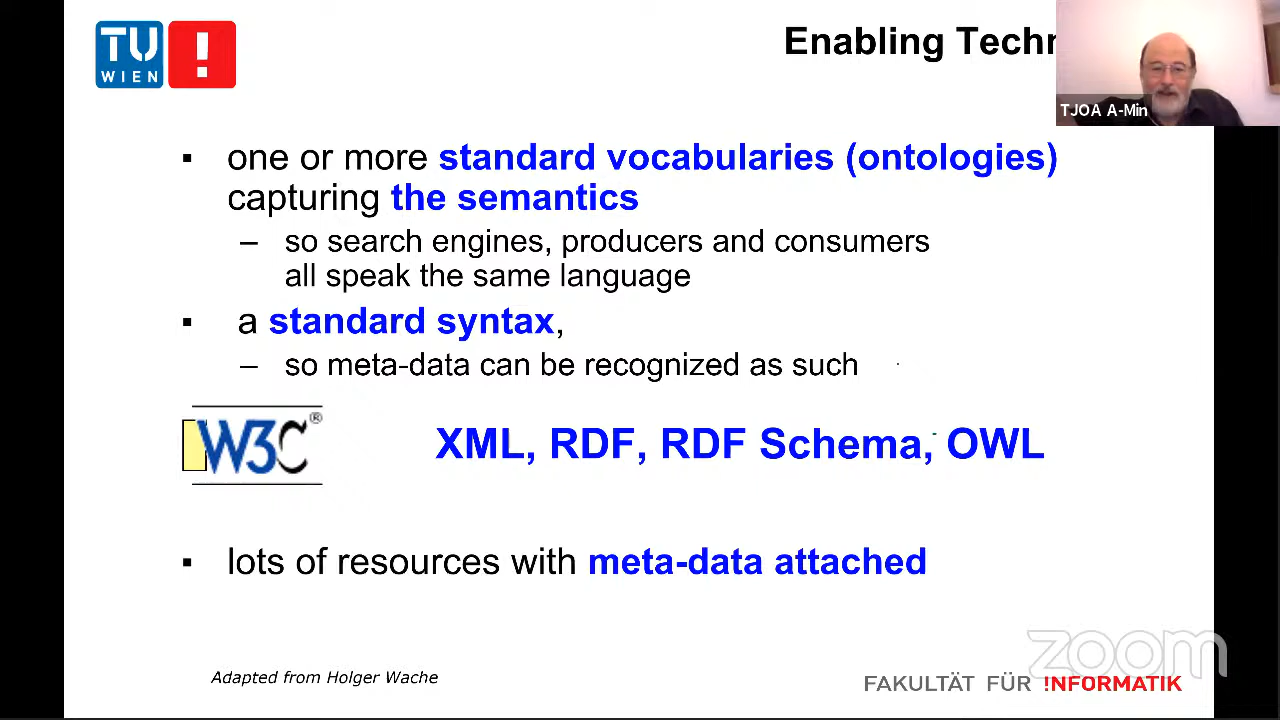 TU
WIEN
!
Enabling Techn
TJOA A-Min
▪ one or more standard vocabularies (ontologies)
capturing the semantics
– so search engines, producers and consumers
all speak the same language
▪ a standard syntax,
– so meta-data can be recognized as such
W3C®
XML, RDF, RDF Schema, OWL
▪ lots of resources with meta-data attached
zoom
Adapted from Holger Wache
FAKULTÄT FÜR !NFORMATIK